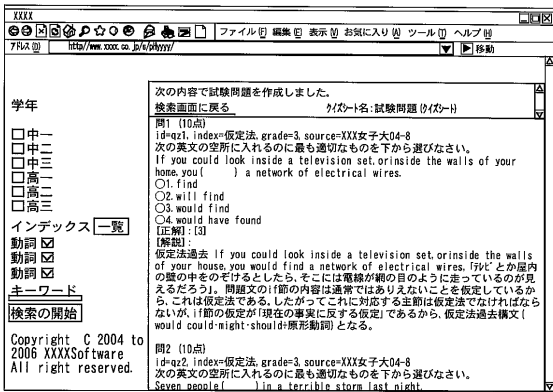 XXXX
ファイル(F) 編集(E) 表示(V) お気に入り(A) ツール(T) ヘルプ(H)
アドレス(D) http//www.xxxx.co.jp/s/pHyyyy/ 移動
次の内容で試験問題を作成しました。
検索画面に戻る クイズシート名:試験問題(クイズシート)
学年
□中一
□中二
□中三
□高一
□高二
□高三
インデックス 一覧
動詞☑
動詞☑
動詞☑
キーワード
検索の開始
Copyright C 2004 to
2006 XXXXSoftware
All right reserved.
問1 (10点)
id=qz1, index=仮定法, grade=3, source=XXX女子大04-8
次の英文の空所に入れるのに最も適切なものを下から選びなさい。
If you could look inside a television set, orinside the walls of your
home, you( ) a network of electrical wires.
○1. find
○2. will find
○3. would find
○4. would have found
[正解]:[3]
[解説]:
仮定法過去 If you could look inside a television set, orinside the walls
of your house, you would find a network of electrical wires, 「テレビとか屋内
の壁の中をのぞけるとしたら、そこには電線が網の目のように走っているのが見
えるだろう」。 問題文のif節の内容は通常ではありえないことを仮定しているか
ら、これは仮定法である。したがってこれに対応する主節は仮定法でなければなら
ないが、if節の仮定が「現在の事実に反する仮定」であるから、仮定法過去構文(
would could・might・should+原形動詞)となる。
問2 (10点)
id=qz2, index=仮定法, grade=3, source=XXX女子大04-8
次の英文の空所に入れるのに最も適切なものを下から選びなさい。
Seven people( )in a terrible storm last night.